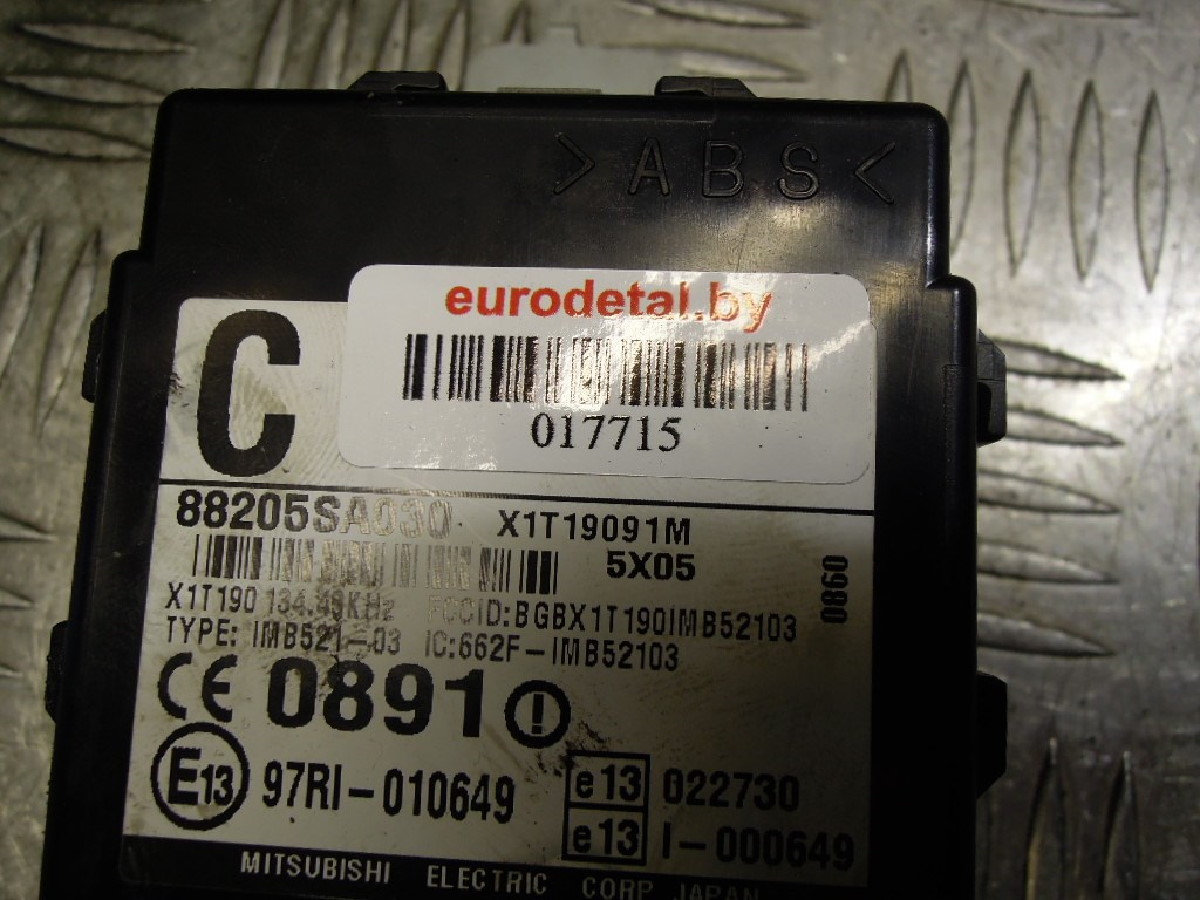 >ABS<
eurodetal.by
017715
C
88205SA030 X1T19091M
5X05
0860
X1T190 134.48KHz FCCID:BGBX1T190IMB52103
TYPE: IMB521-03 IC:662F-IMB52103
CE 0891
E13 97RI-010649 e13 022730
e13 I-000649
MITSUBISHI ELECTRIC CORP JAPAN